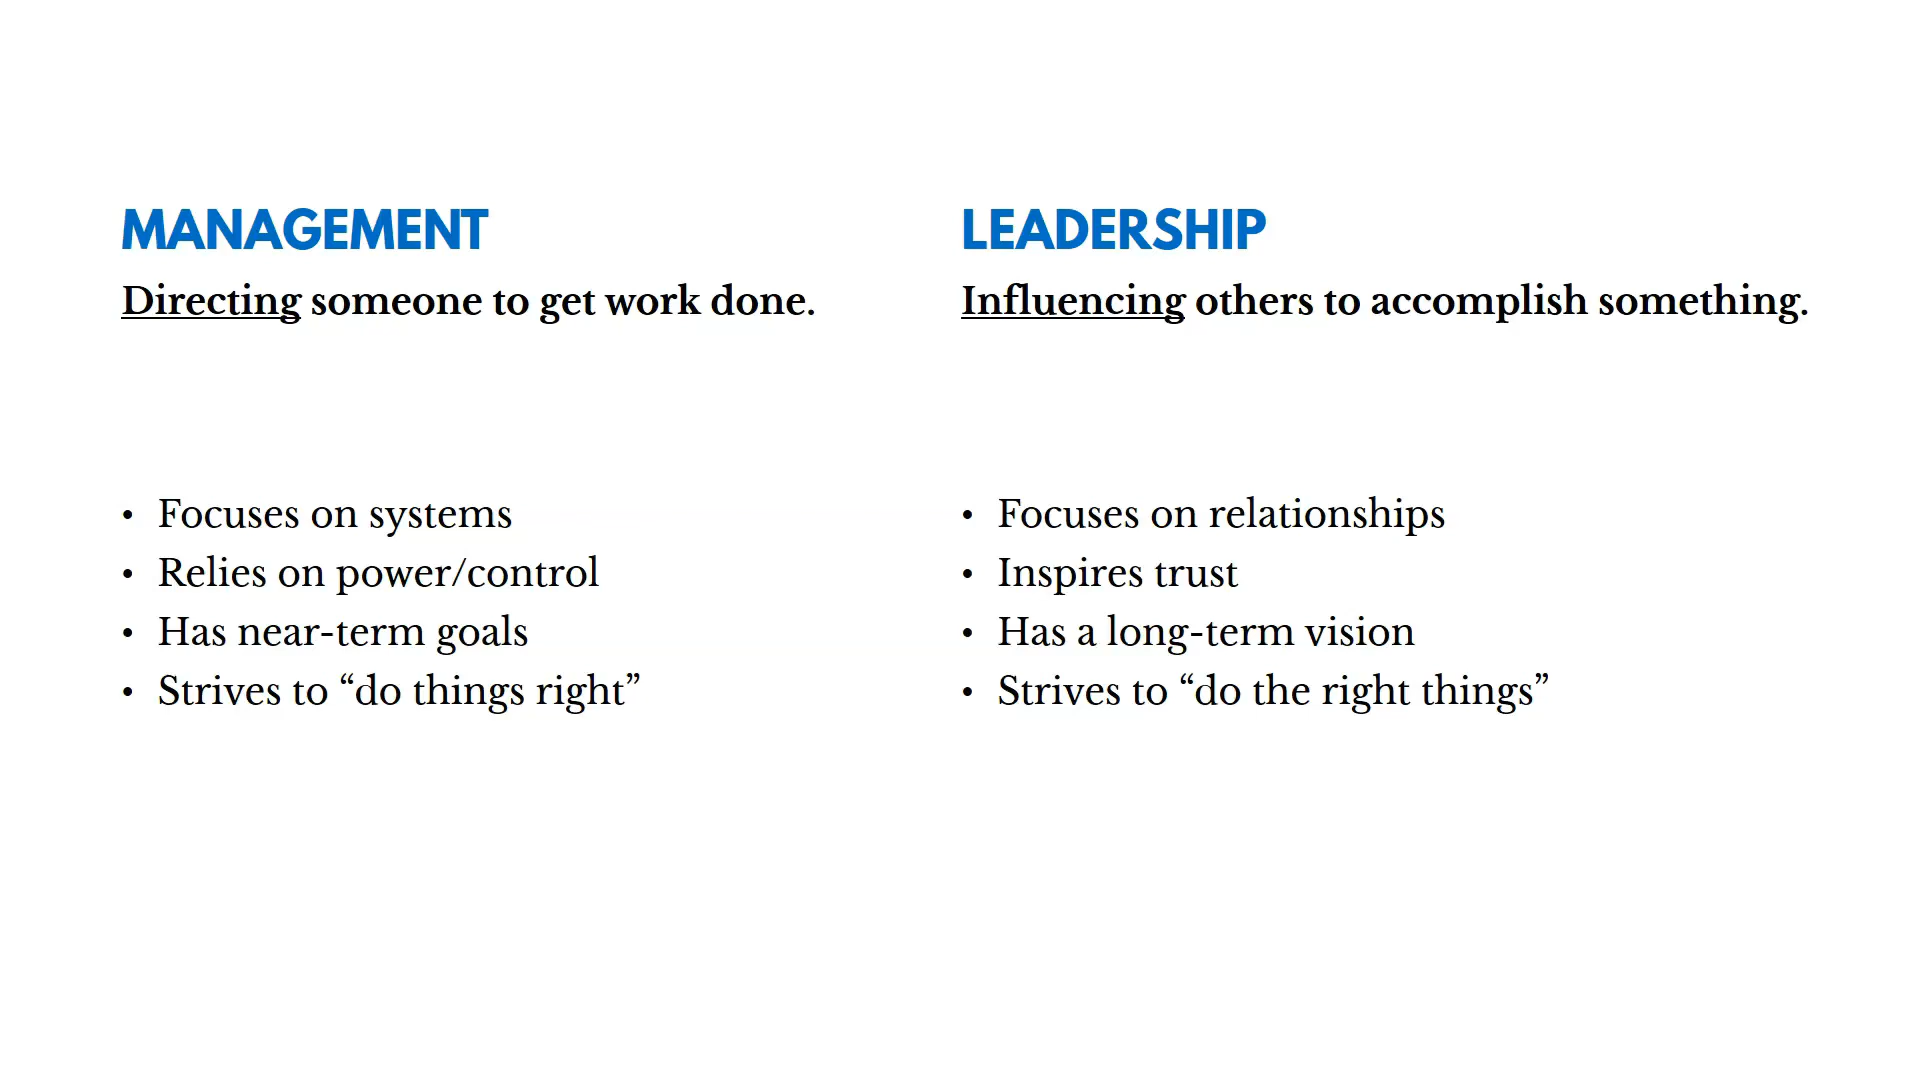 MANAGEMENT
Directing someone to get work done.
• Focuses on systems
• Relies on power/control
• Has near-term goals
• Strives to “do things right”
LEADERSHIP
Influencing others to accomplish something.
• Focuses on relationships
• Inspires trust
• Has a long-term vision
• Strives to “do the right things”